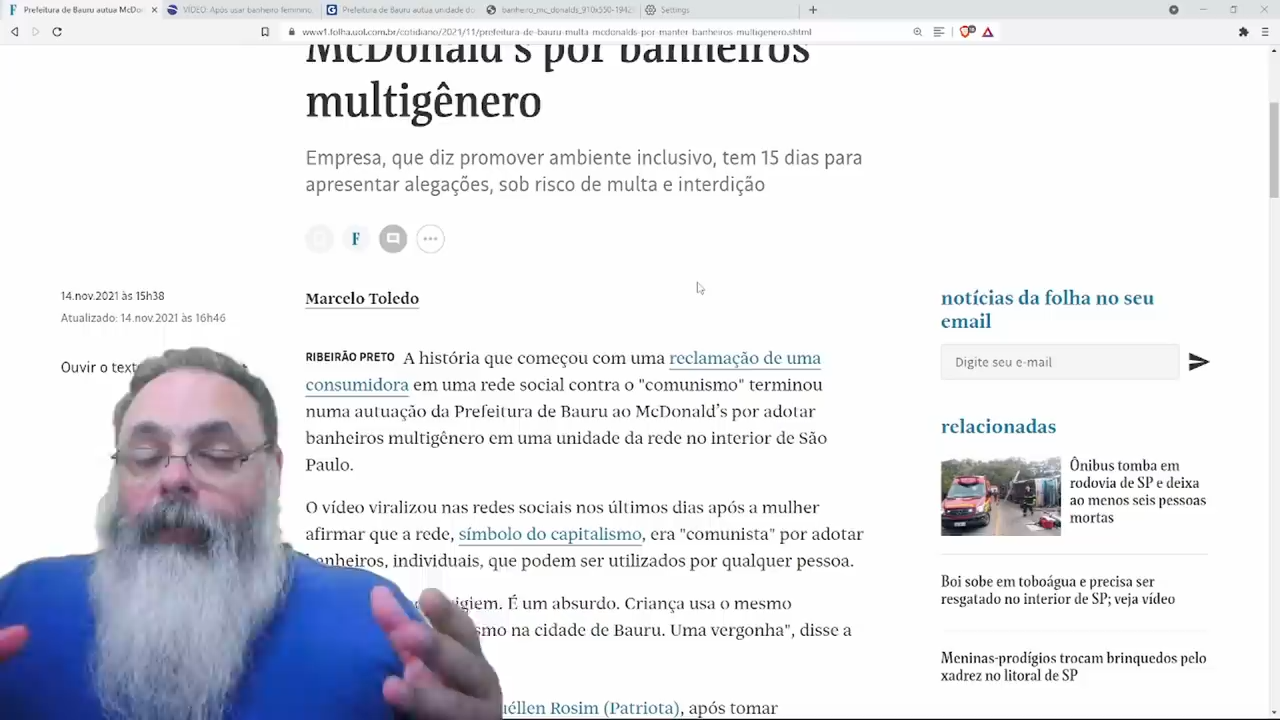 Prefeitura de Bauru autua McDo
VÍDEO: Após usar banheiro feminino,
Prefeitura de Bauru autua unidade do
banheiro_mc_donalds_910x550-1942
Settings
www1.folha.uol.com.br/cotidiano/2021/11/prefeitura-de-bauru-multa-mcdonalds-por-manter-banheiros-multigenero.shtml
McDonald's por banheiros
multigênero
Empresa, que diz promover ambiente inclusivo, tem 15 dias para
apresentar alegações, sob risco de multa e interdição
F
14.nov.2021 às 15h38
Atualizado: 14.nov.2021 às 16h46
Ouvir o text
Marcelo Toledo
RIBEIRÃO PRETO A história que começou com uma reclamação de uma
consumidora em uma rede social contra o "comunismo" terminou
numa autuação da Prefeitura de Bauru ao McDonald's por adotar
banheiros multigênero em uma unidade da rede no interior de São
Paulo.
O vídeo viralizou nas redes sociais nos últimos dias após a mulher
afirmar que a rede, símbolo do capitalismo, era "comunista" por adotar
banheiros, individuais, que podem ser utilizados por qualquer pessoa.
igiem. É um absurdo. Criança usa o mesmo
smo na cidade de Bauru. Uma vergonha", disse a
uéllen Rosim (Patriota), após tomar
notícias da folha no seu
email
Digite seu e-mail
relacionadas
Ônibus tomba em
rodovia de SP e deixa
ao menos seis pessoas
mortas
Boi sobe em toboágua e precisa ser
resgatado no interior de SP; veja vídeo
Meninas-prodígios trocam brinquedos pelo
xadrez no litoral de SP